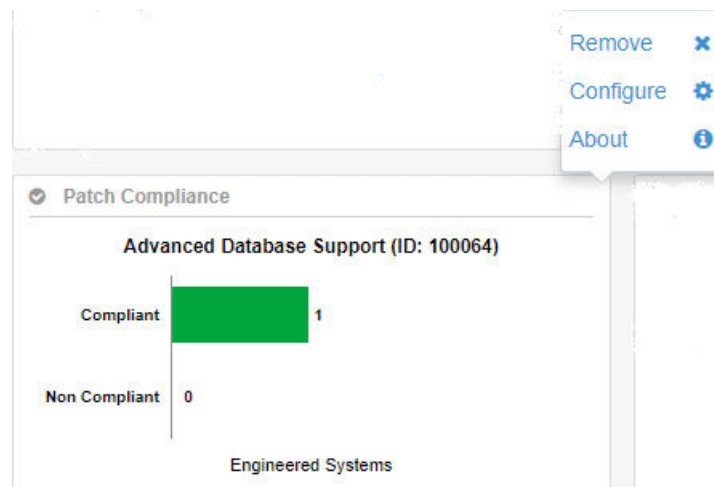 Remove
Configure
About
Patch Compliance
Advanced Database Support (ID: 100064)
Compliant 1
Non Compliant 0
Engineered Systems